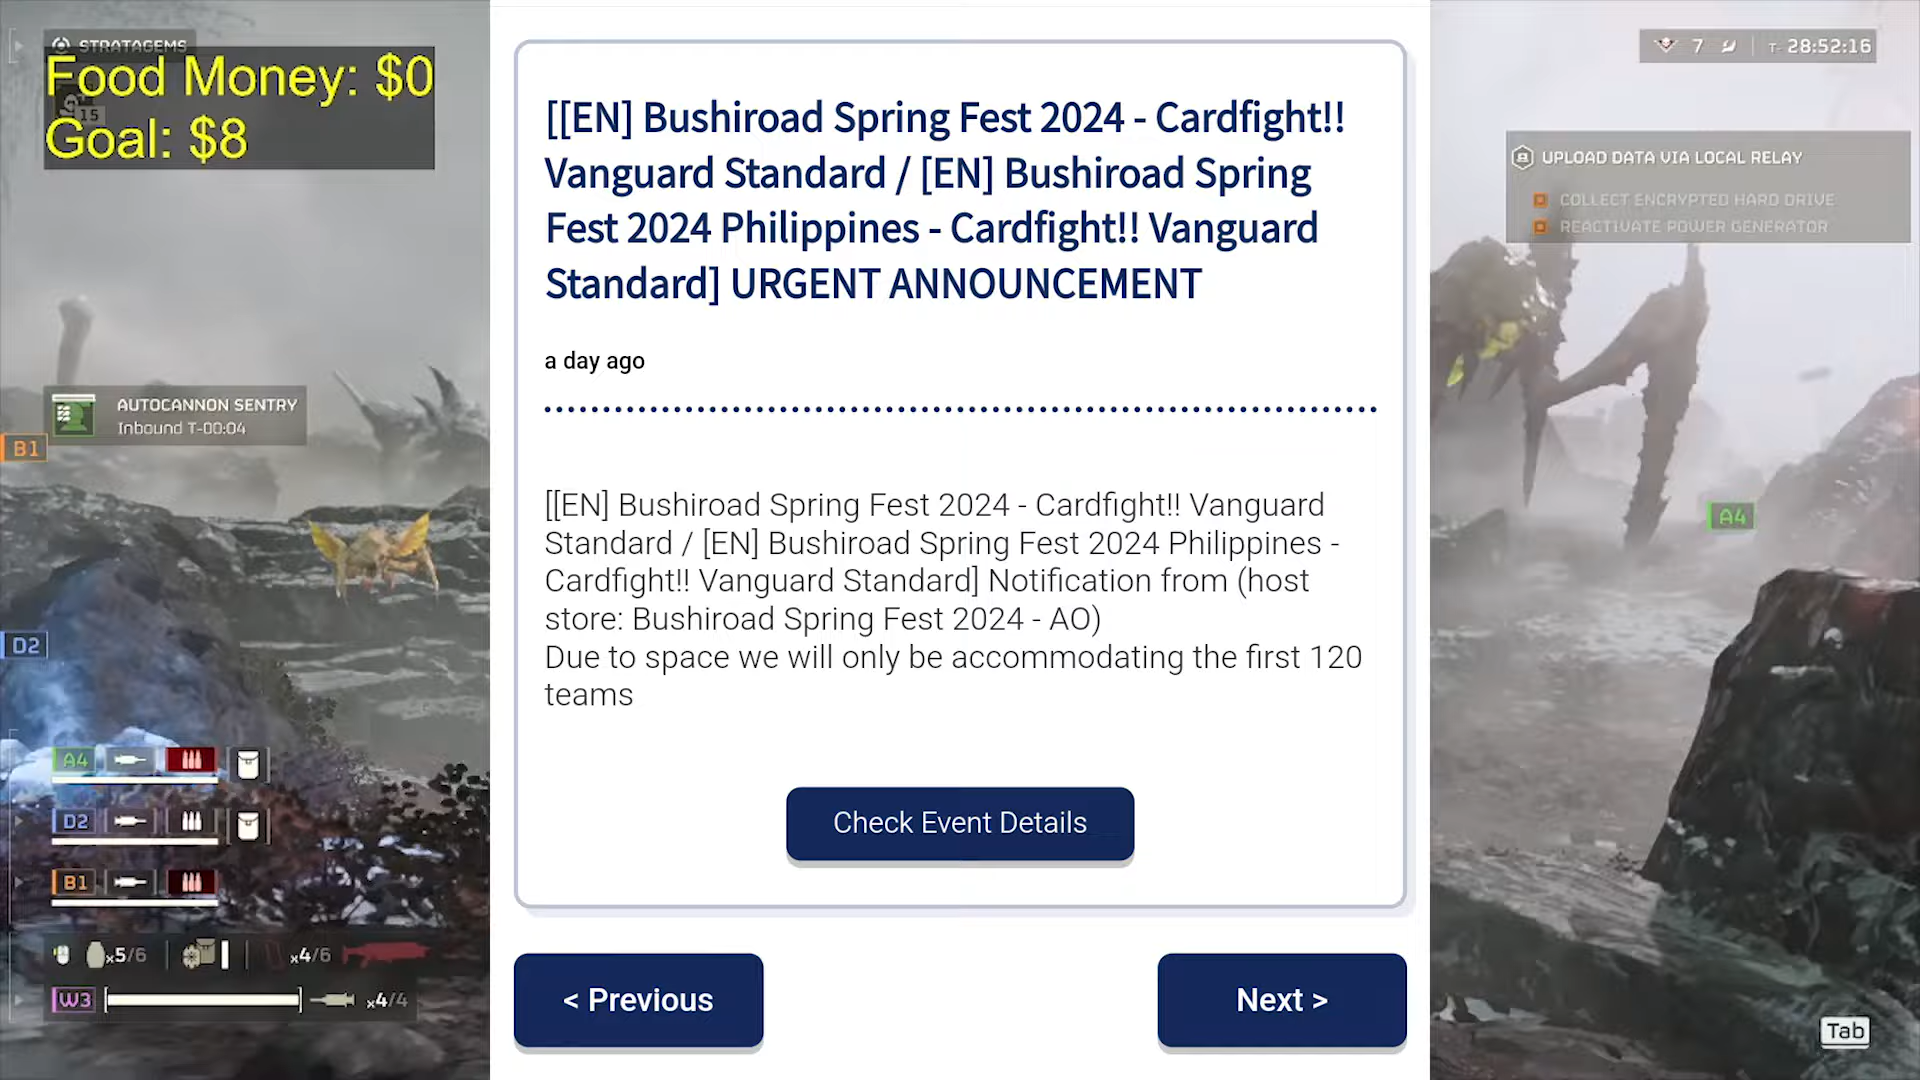 STRATAGEMS
Food Money: $0
15
Goal: $8
AUTOCANNON SENTRY
Inbound T-00:04
B1
D2
A4
D2
B1
x5/6
x4/6
W3
x4/4
[[EN] Bushiroad Spring Fest 2024 - Cardfight!!
Vanguard Standard / [EN] Bushiroad Spring
Fest 2024 Philippines - Cardfight!! Vanguard
Standard] URGENT ANNOUNCEMENT
a day ago
[[EN] Bushiroad Spring Fest 2024 - Cardfight!! Vanguard
Standard / [EN] Bushiroad Spring Fest 2024 Philippines -
Cardfight!! Vanguard Standard] Notification from (host
store: Bushiroad Spring Fest 2024 - AO)
Due to space we will only be accommodating the first 120
teams
Check Event Details
< Previous
Next >
7
T- 28:52:16
UPLOAD DATA VIA LOCAL RELAY
COLLECT ENCRYPTED HARD DRIVE
REACTIVATE POWER GENERATOR
A4
Tab